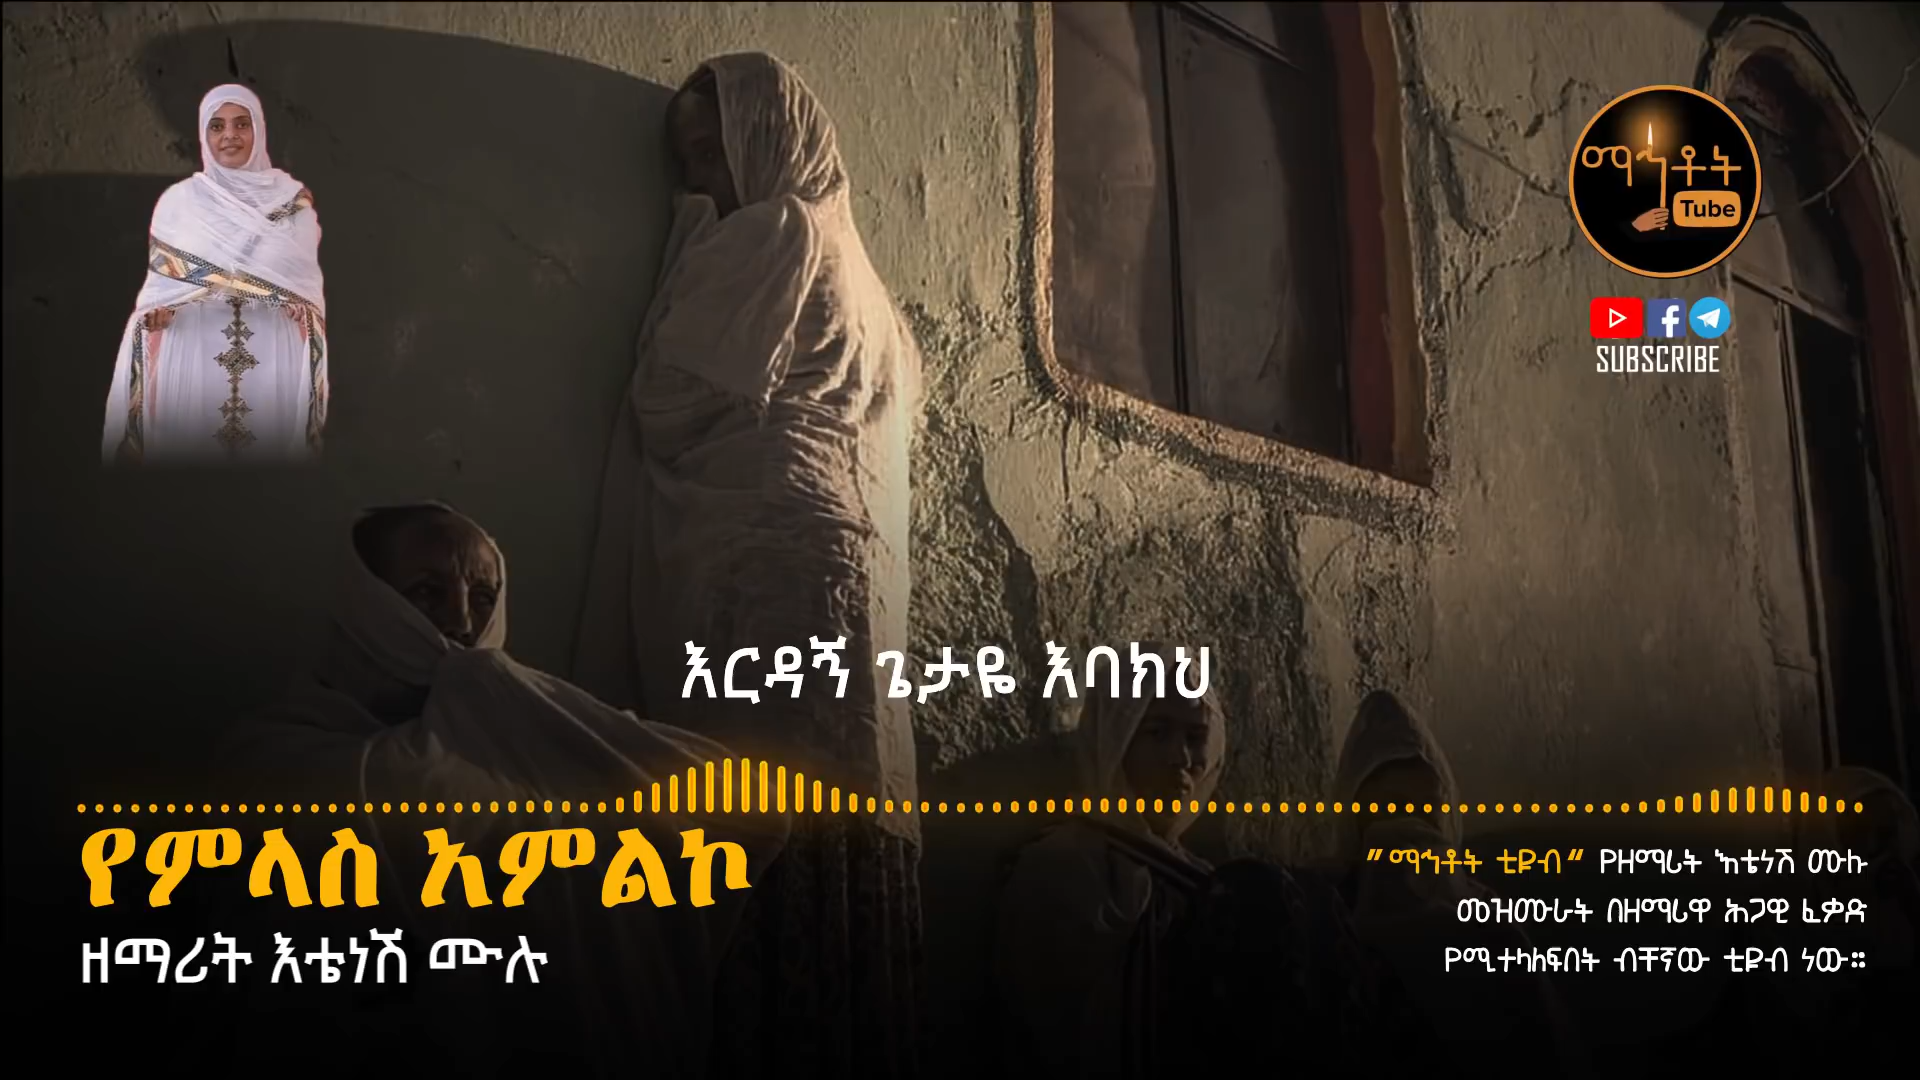 ማኅቶት
Tube
SUBSCRIBE
እርዳኝ ጌታዬ እባክህ
የምላስ አምልኮ
ዘማሪት እቴነሽ ሙሉ
"ማኅቶት ቲዩብ" የዘማሪት እቴነሽ ሙሉ
መዝሙራት በዘማሪዋ ሕጋዊ ፈቃድ
የሚተላለፍበት ብቸኛው ቲዩብ ነው።